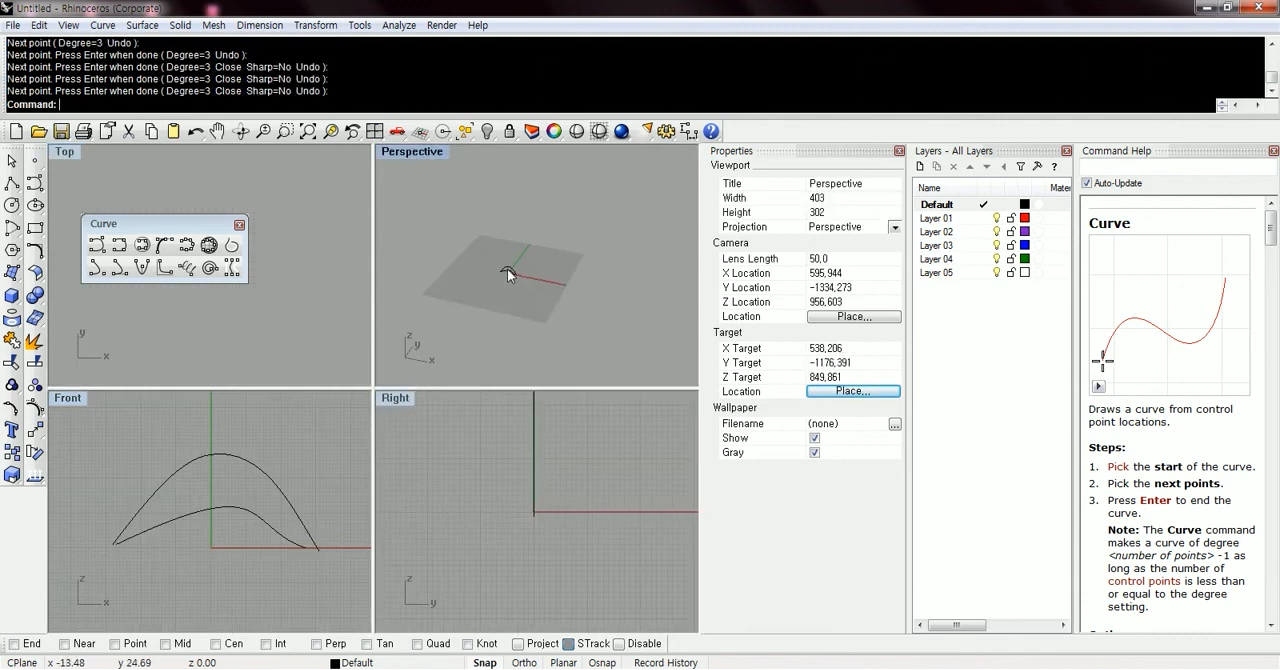 Untitled - Rhinoceros (Corporate)
File Edit View Curve Surface Solid Mesh Dimension Transform Tools Analyze Render Help
Next point ( Degree=3 Undo ):
Next point. Press Enter when done ( Degree=3 Undo ):
Next point. Press Enter when done ( Degree=3 Close Sharp=No Undo ):
Next point. Press Enter when done ( Degree=3 Close Sharp=No Undo ):
Next point. Press Enter when done ( Degree=3 Close Sharp=No Undo ):
Command:
Top
Curve
y
x
Perspective
z
y
x
Front
z
x
Right
z
y
Properties
Viewport
Title Perspective
Width 403
Height 302
Projection Perspective
Camera
Lens Length 50,0
X Location 595,944
Y Location -1334,273
Z Location 956,603
Location Place...
Target
X Target 538,206
Y Target -1176,391
Z Target 849,861
Location Place...
Wallpaper
Filename (none) ...
Show
Gray
Layers - All Layers
Name Mater
Default
Layer 01
Layer 02
Layer 03
Layer 04
Layer 05
Command Help
Auto-Update
Curve
Draws a curve from control
point locations.
Steps:
1. Pick the start of the curve.
2. Pick the next points.
3. Press Enter to end the
curve.
Note: The Curve command
makes a curve of degree
<number of points> -1 as
long as the number of
control points is less than
or equal to the degree
setting.
End Near Point Mid Cen Int Perp Tan Quad Knot Project STrack Disable
CPlane x -13.48 y 24.69 z 0.00 Default Snap Ortho Planar Osnap Record History